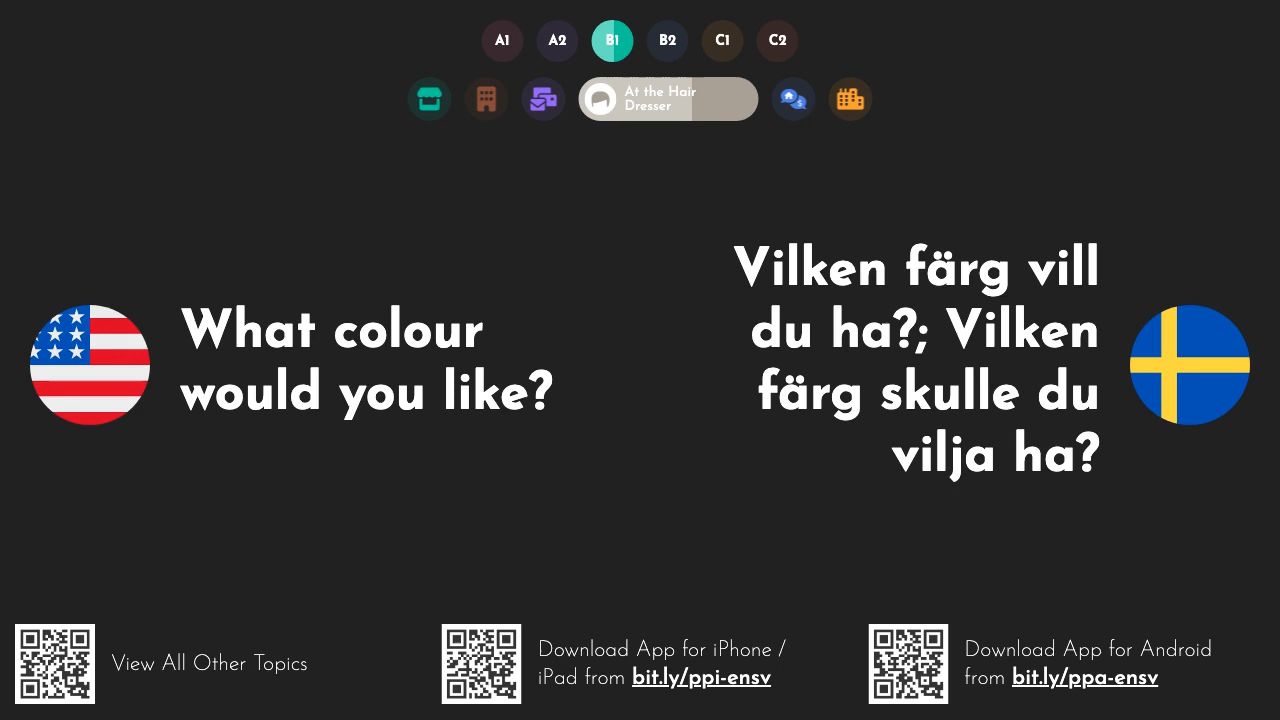 A1 A2 B1 B2 C1 C2
At the Hair
Dresser
What colour
would you like?
Vilken färg vill
du ha?; Vilken
färg skulle du
vilja ha?
View All Other Topics
Download App for iPhone /
iPad from bit.ly/ppi-ensv
Download App for Android
from bit.ly/ppa-ensv